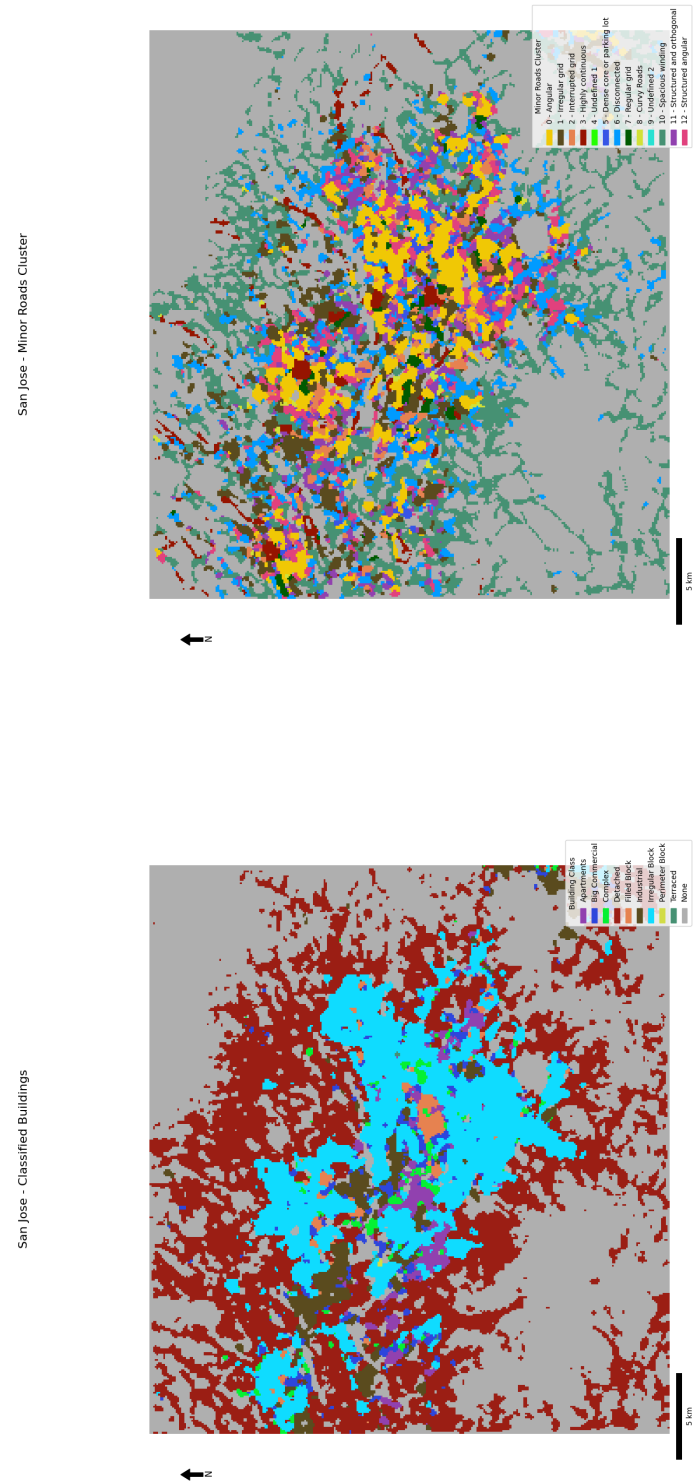 San Jose - Classified Buildings
Building Class
Apartments
Big Commercial
Complex
Detached
Filled Block
Industrial
Irregular Block
Perimeter Block
Terraced
None
N
5 km
San Jose - Minor Roads Cluster
Minor Roads Cluster
0 - Angular
1 - Irregular grid
2 - Interrupted grid
3 - Highly continuous
4 - Undefined 1
5 - Dense core or parking lot
6 - Disconnected
7 - Regular grid
8 - Curvy Roads
9 - Undefined 2
10 - Spacious winding
11 - Structured and orthogonal
12 - Structured angular
N
5 km